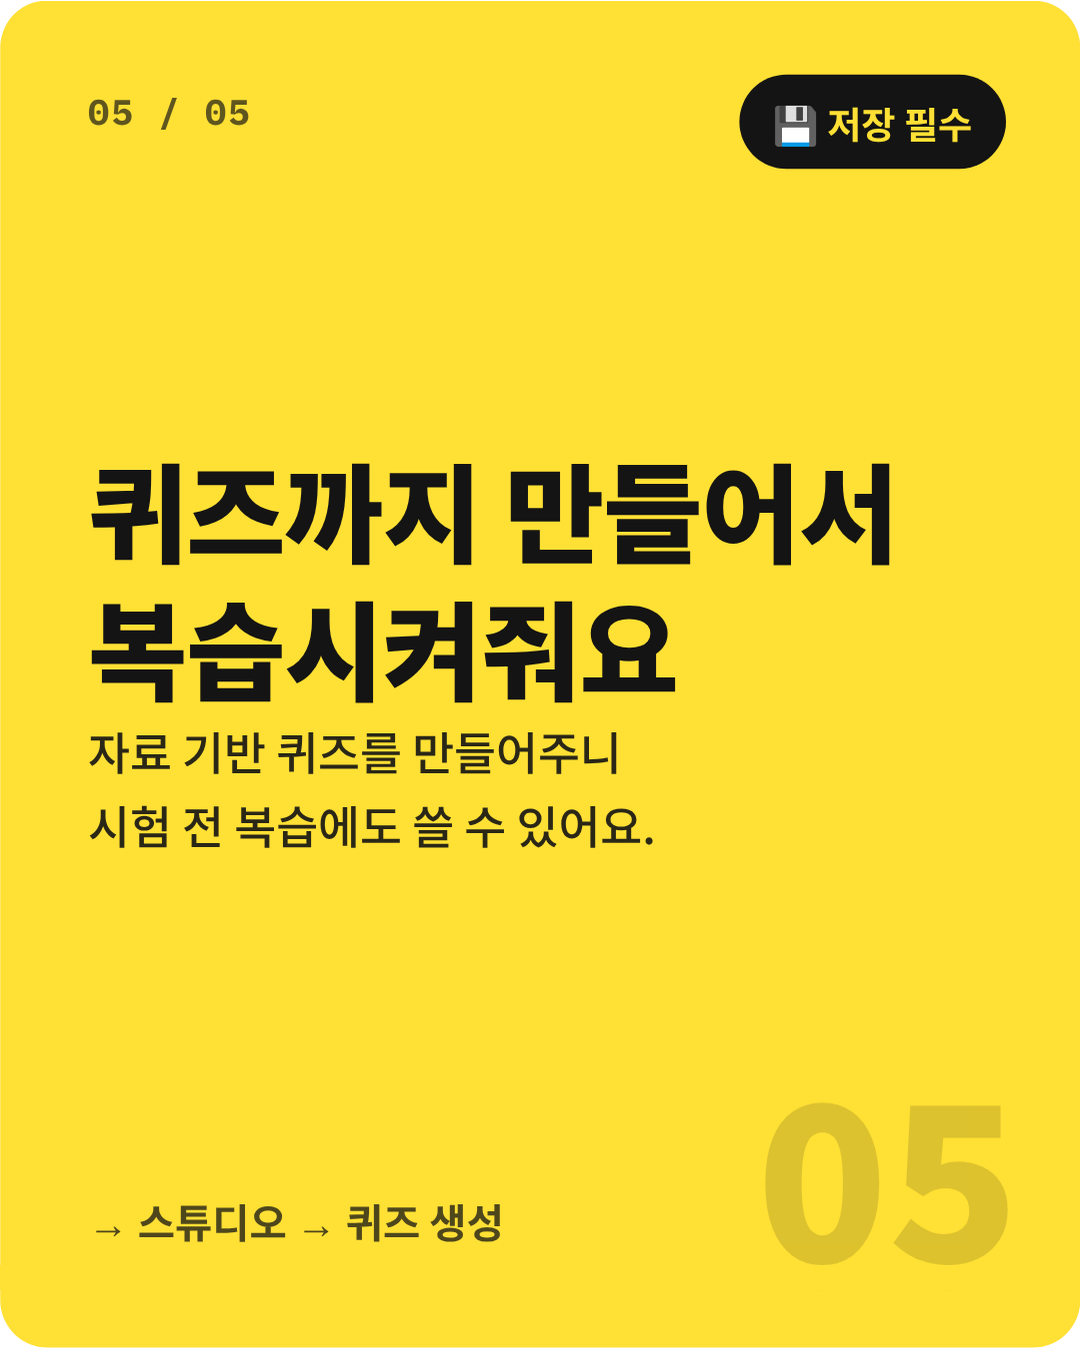 05 / 05
💾 저장 필수
퀴즈까지 만들어서
복습시켜줘요
자료 기반 퀴즈를 만들어주니
시험 전 복습에도 쓸 수 있어요.
→ 스튜디오 → 퀴즈 생성
05